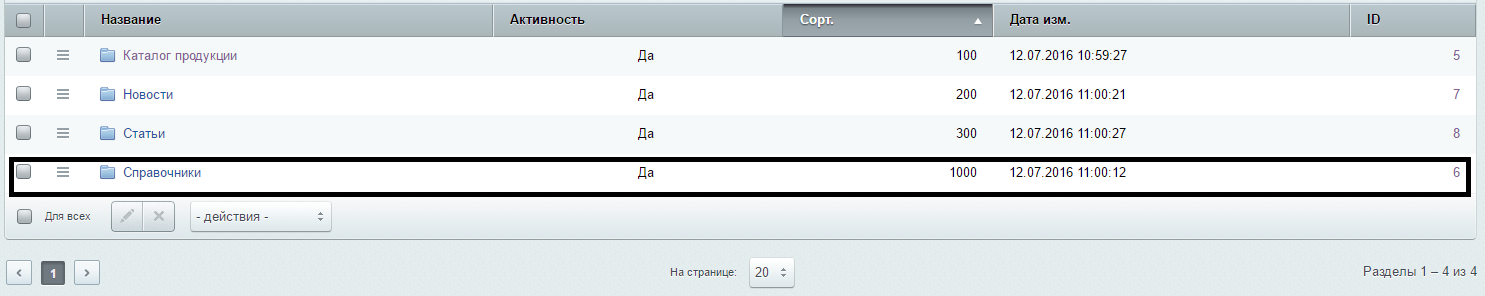 Название Активность Сорт. Дата изм. ID
Каталог продукции Да 100 12.07.2016 10:59:27 5
Новости Да 200 12.07.2016 11:00:21 7
Статьи Да 300 12.07.2016 11:00:27 8
Справочники Да 1000 12.07.2016 11:00:12 6
Для всех - действия -
1 На странице: 20 Разделы 1 – 4 из 4